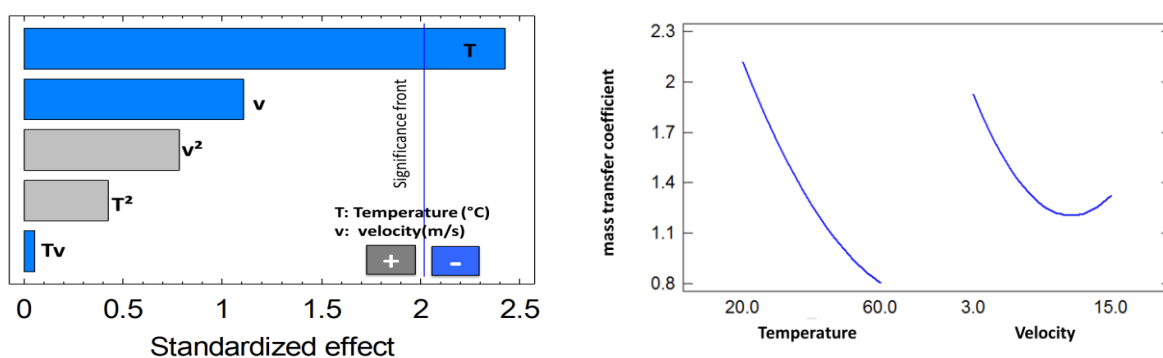 T
v
v²
T²
Tv
Significance front
T: Temperature (°C)
v: velocity(m/s)
+ -
0 0.5 1 1.5 2 2.5
Standardized effect
mass transfer coefficient
2.3
2
1.7
1.4
1.1
0.8
20.0 60.0 3.0 15.0
Temperature Velocity